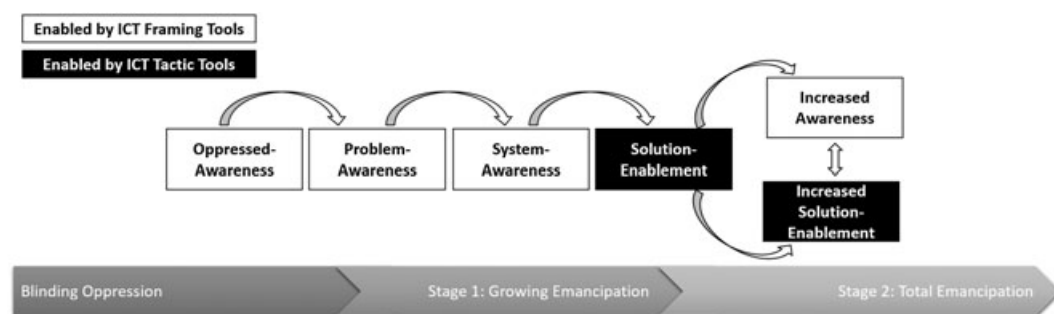 Enabled by ICT Framing Tools
Enabled by ICT Tactic Tools
Oppressed-
Awareness
Problem-
Awareness
System-
Awareness
Solution-
Enablement
Increased
Awareness
Increased
Solution-
Enablement
Blinding Oppression
Stage 1: Growing Emancipation
Stage 2: Total Emancipation